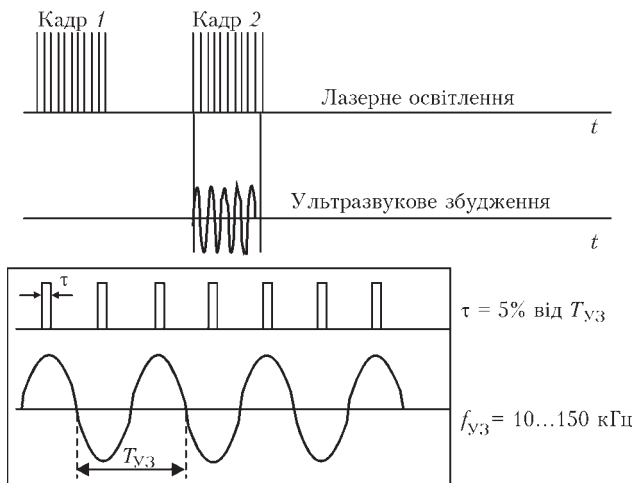 Кадр 1 Кадр 2
Лазерне освітлення
t
Ультразвукове збудження
t
τ
τ = 5% від TУЗ
fУЗ = 10...150 кГц
TУЗ